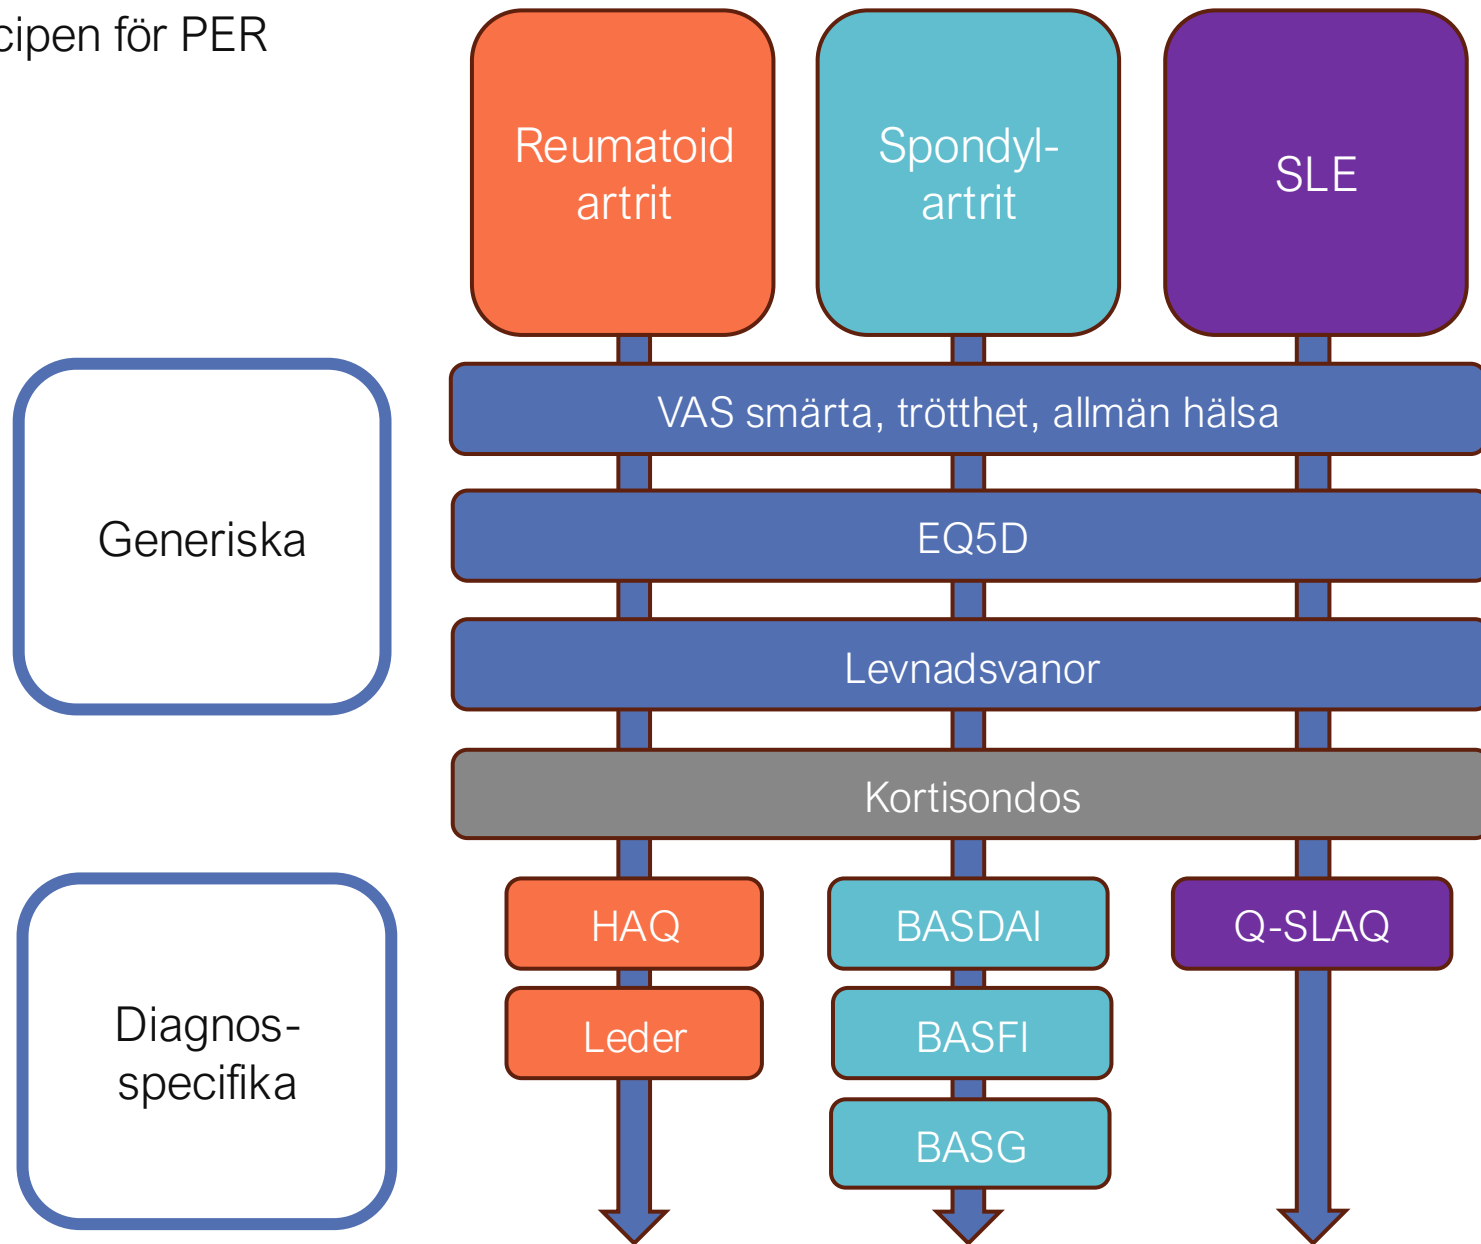 cipen för PER
Reumatoid
artrit
Spondyl-
artrit
SLE
VAS smärta, trötthet, allmän hälsa
Generiska
EQ5D
Levnadsvanor
Kortisondos
HAQ
BASDAI
Q-SLAQ
Diagnos-
specifika
Leder
BASFI
BASG